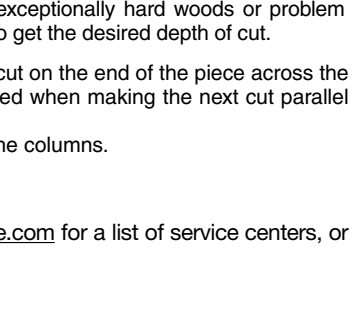 exceptionally hard woods or problem
to get the desired depth of cut.
cut on the end of the piece across the
ed when making the next cut parallel
he columns.
e.com for a list of service centers, or